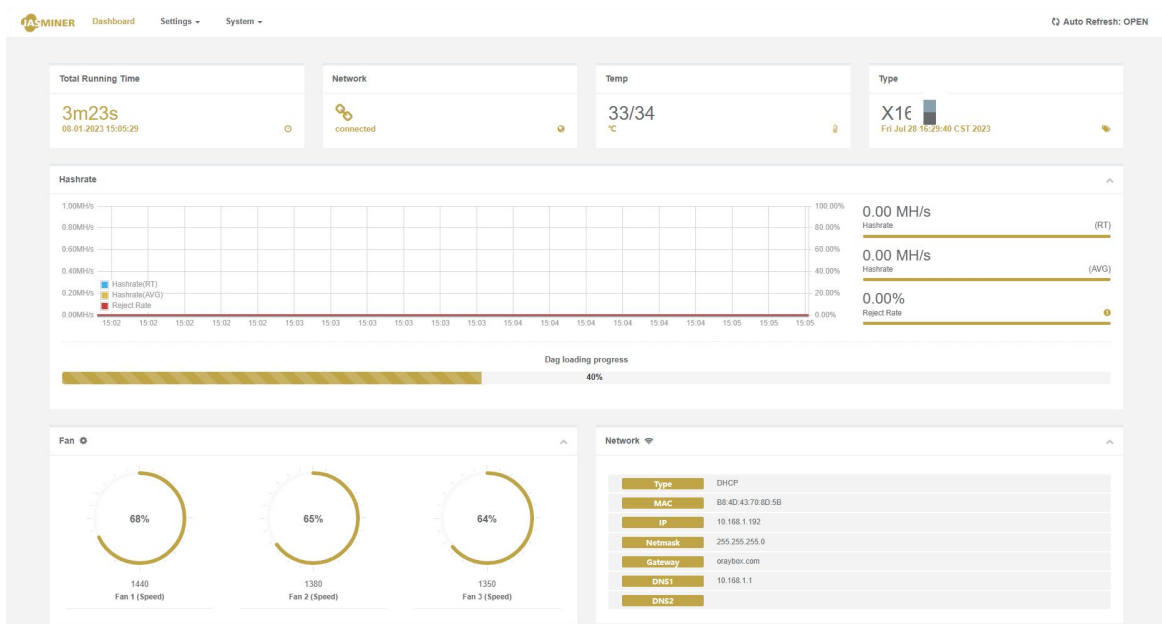 JASMINER Dashboard Settings System Auto Refresh: OPEN
Total Running Time Network Temp Type
3m23s 33/34 X16
08-01-2023 15:05:29 connected °C Fri Jul 28 16:29:40 CST 2023
Hashrate
1.00MH/s 100.00%
0.80MH/s 80.00%
0.60MH/s 60.00%
0.40MH/s 40.00%
0.20MH/s 20.00%
0.00MH/s 0.00%
Hashrate(RT)
Hashrate(AVG)
Reject Rate
15:02 15:02 15:02 15:02 15:02 15:03 15:03 15:03 15:03 15:03 15:04 15:04 15:04 15:04 15:04 15:04 15:04 15:05 15:05 15:05
0.00 MH/s
Hashrate (RT)
0.00 MH/s
Hashrate (AVG)
0.00%
Reject Rate
Dag loading progress
40%
Fan
68% 65% 64%
1440 1380 1350
Fan 1 (Speed) Fan 2 (Speed) Fan 3 (Speed)
Network
Type DHCP
MAC B8:4D:43:70:8D:5B
IP 10.168.1.192
Netmask 255.255.255.0
Gateway oraybox.com
DNS1 10.168.1.1
DNS2